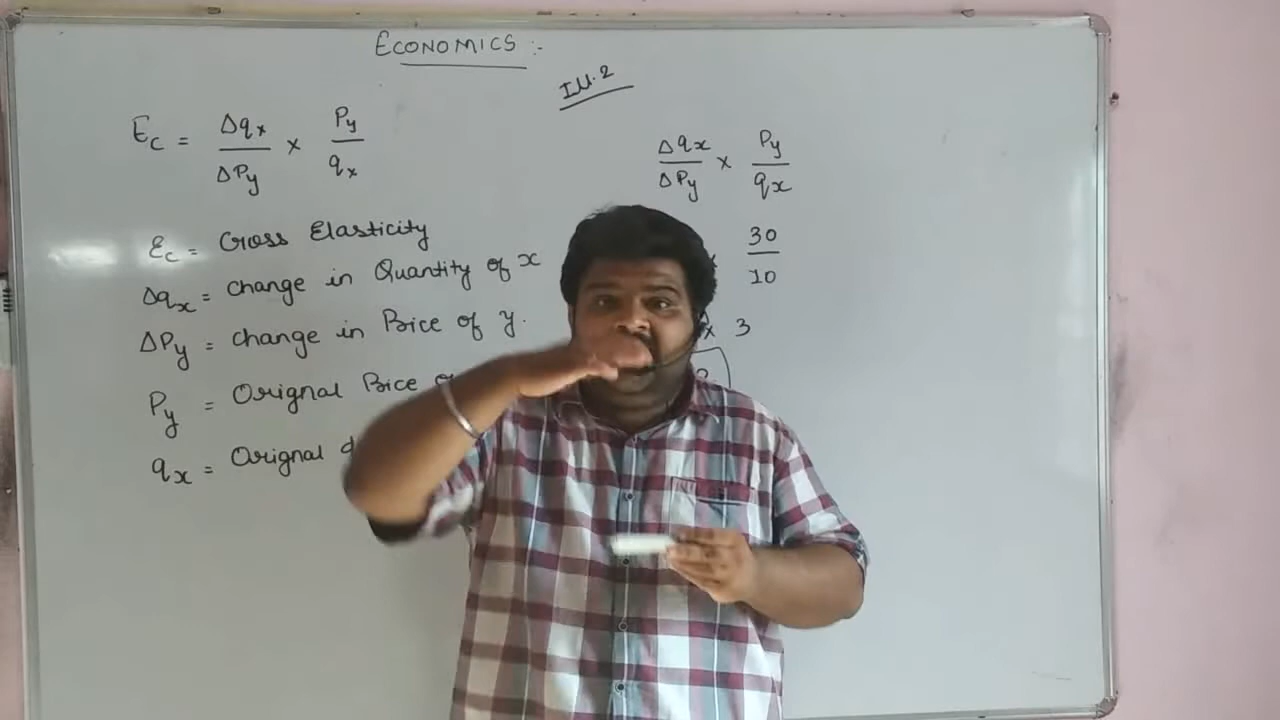 ECONOMICS :-
Ill.2
Ec = Δqx / ΔPy × Py / qx
Ec = Cross Elasticity
Δqx = change in Quantity of x
ΔPy = change in Price of y.
Py = Orignal Price
qx = Orignal
Δqx / ΔPy × Py / qx
× 30 / 10
× 3